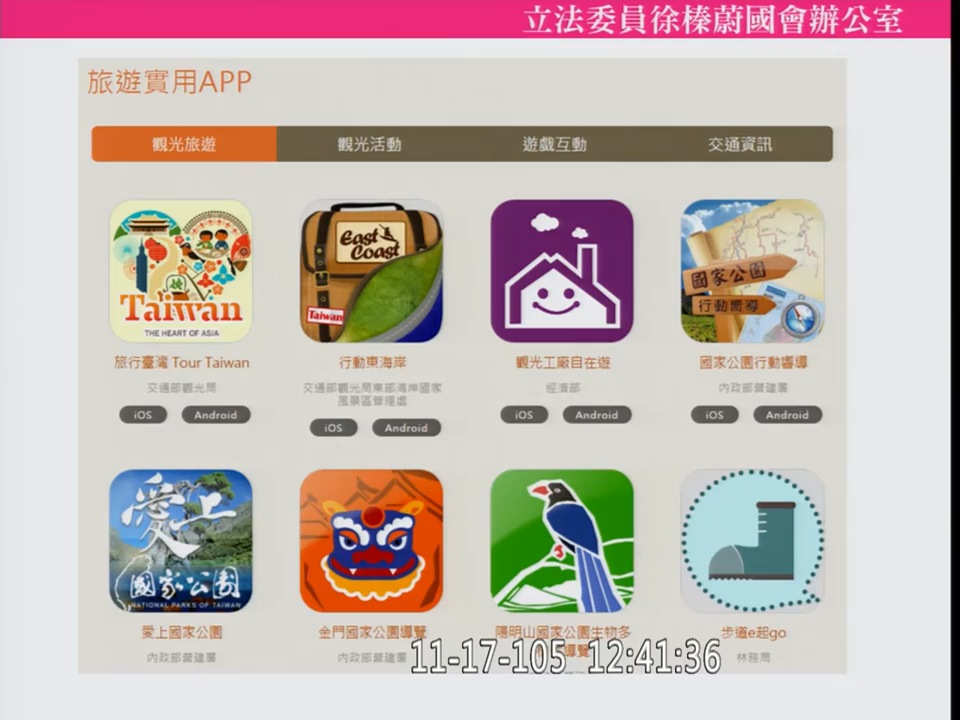 立法委員徐榛蔚國會辦公室
旅遊實用APP
觀光旅遊
觀光活動
遊戲互動
交通資訊
Taiwan
THE HEART OF ASIA
East Coast
Taiwan
國家公園
行動嚮導
旅行臺灣 Tour Taiwan
行動東海岸
觀光工廠自在遊
國家公園行動嚮導
交通部觀光局
交通部觀光局東部海岸國家
風景區管理處
經濟部
內政部營建署
iOS
Android
iOS
Android
iOS
Android
iOS
Android
愛上
國家公園
NATIONAL PARKS OF TAIWAN
愛上國家公園
金門國家公園導覽
陽明山國家公園生物多
導覽
步道e起go
內政部營建署
內政部營建署
林務局
11-17-105 12:41:36